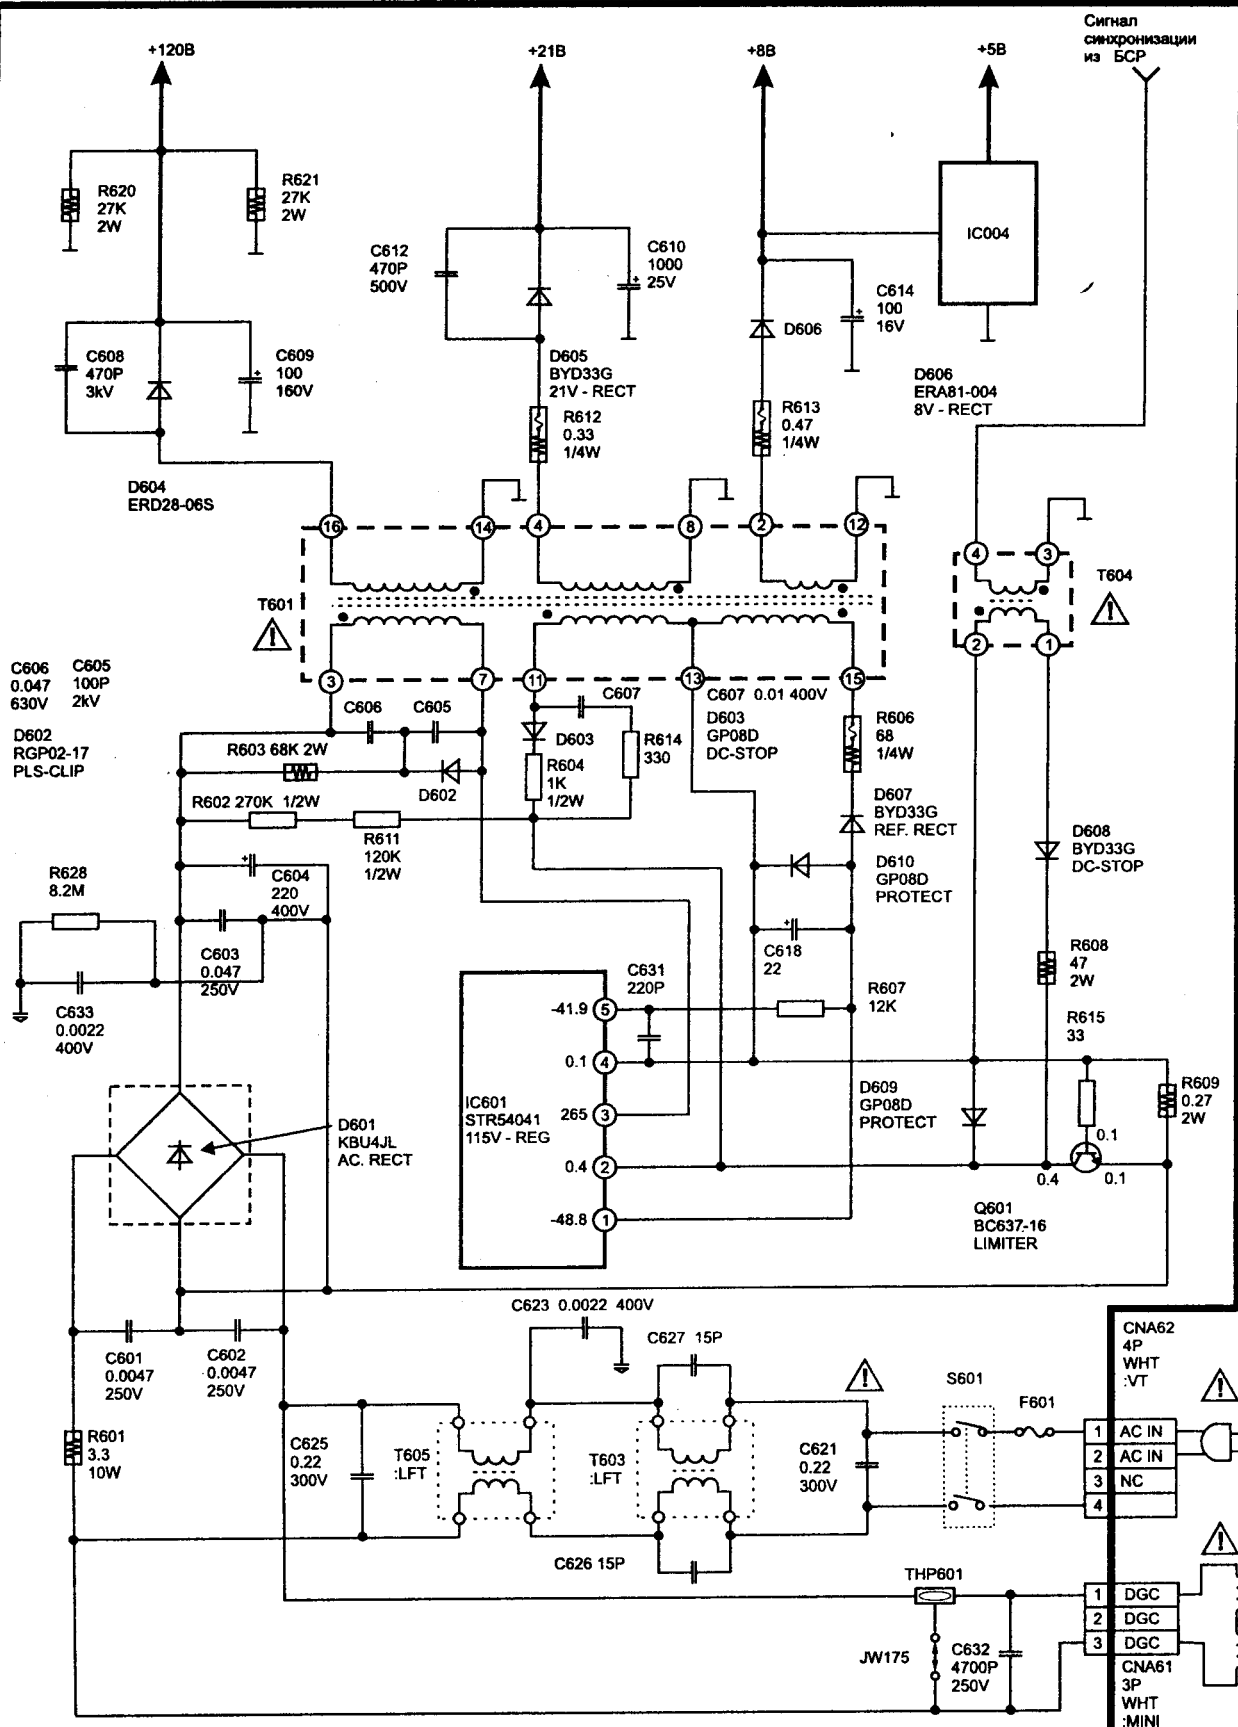 Сигнал
синхронизации
из БСР
+120В
+21В
+8В
+5В
R620
27K
2W
R621
27K
2W
C612
470P
500V
C610
1000
25V
+
IC004
C614
100
16V
+
D606
C608
470P
3kV
C609
100
160V
+
D605
BYD33G
21V - RECT
D606
ERA81-004
8V - RECT
R612
0.33
1/4W
R613
0.47
1/4W
D604
ERD28-06S
16
14
4
8
2
12
4
3
T601
T604
2
1
3
7
11
13
15
C606
0.047
630V
C605
100P
2kV
D602
RGP02-17
PLS-CLIP
C606
C605
C607
C607 0.01 400V
D603
GP08D
DC-STOP
R606
68
1/4W
R603 68K 2W
D602
D603
R604
1K
1/2W
R614
330
R602 270K 1/2W
R611
120K
1/2W
D607
BYD33G
REF. RECT
D608
BYD33G
DC-STOP
R628
8.2M
+
C604
220
400V
D610
GP08D
PROTECT
C603
0.047
250V
+
C618
22
R608
47
2W
C633
0.0022
400V
C631
220P
R607
12K
R615
33
-41.9
5
0.1
4
IC601
STR54041
115V - REG
265
3
0.4
2
-48.8
1
D609
GP08D
PROTECT
R609
0.27
2W
0.1
0.4
0.1
D601
KBU4JL
AC. RECT
Q601
BC637-16
LIMITER
C623 0.0022 400V
C601
0.0047
250V
C602
0.0047
250V
C627 15P
CNA62
4P
WHT
:VT
S601
F601
R601
3.3
10W
C625
0.22
300V
T605
:LFT
T603
:LFT
C621
0.22
300V
1 AC IN
2 AC IN
3 NC
4
C626 15P
THP601
1 DGC
2 DGC
3 DGC
JW175
C632
4700P
250V
CNA61
3P
WHT
:MINI